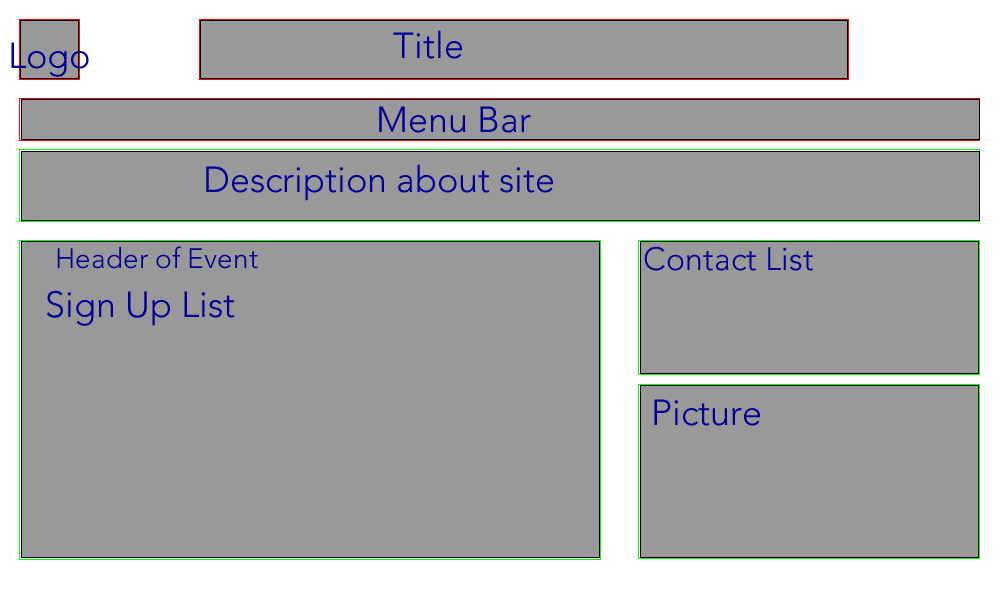 Logo
Title
Menu Bar
Description about site
Header of Event
Sign Up List
Contact List
Picture